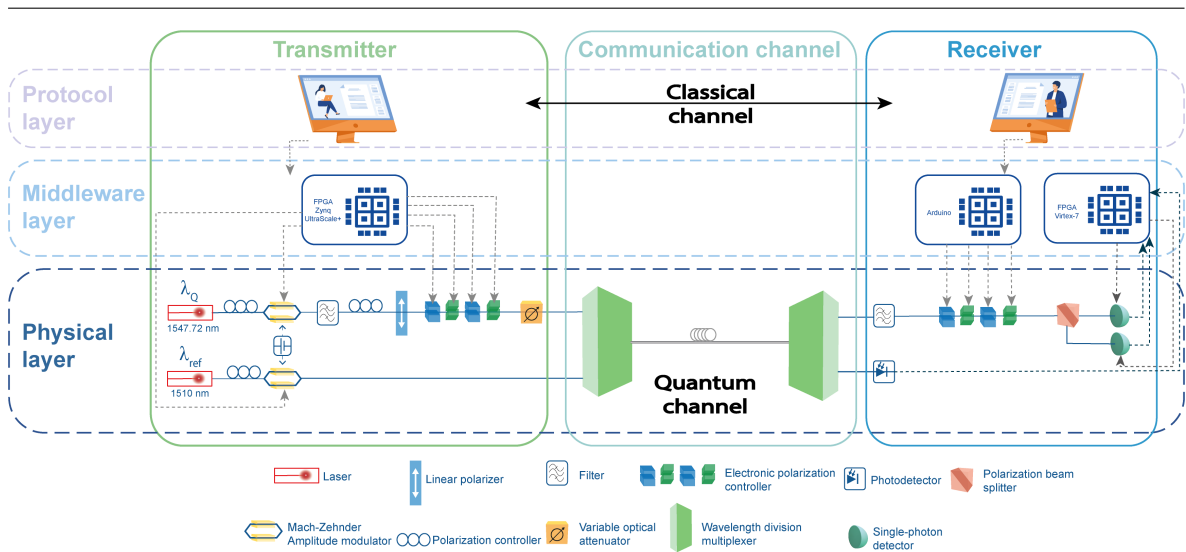 Transmitter
Communication channel
Receiver
Protocol
layer
Classical
channel
Middleware
layer
FPGA
Zynq
UltraScale+
Arduino
FPGA
Virtex-7
Physical
layer
λQ
1547.72 nm
λref
1510 nm
Quantum
channel
Laser
Linear polarizer
Filter
Electronic polarization
controller
Photodetector
Polarization beam
splitter
Mach-Zehnder
Amplitude modulator
Polarization controller
Variable optical
attenuator
Wavelength division
multiplexer
Single-photon
detector